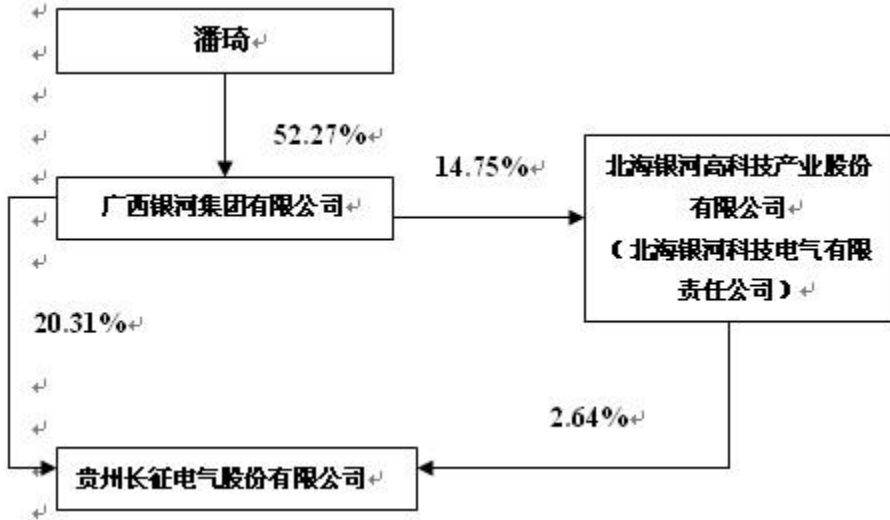 潘琦
52.27%
14.75%
广西银河集团有限公司
北海银河高科技产业股份
有限公司
（北海银河科技电气有限
责任公司）
20.31%
2.64%
贵州长征电气股份有限公司